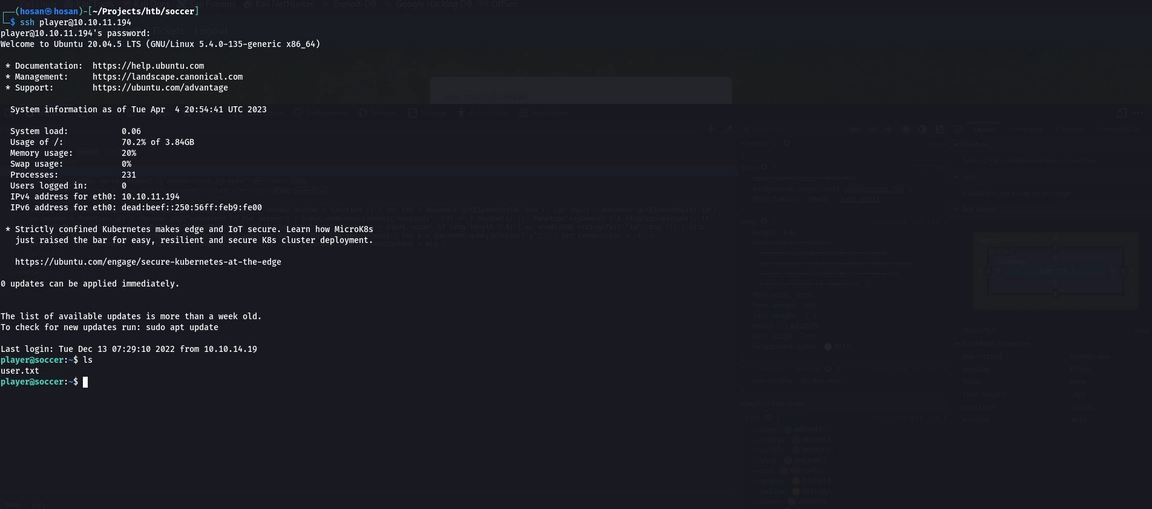 (hosan㉿hosan)-[~/Projects/htb/soccer]
$ ssh player@10.10.11.194
player@10.10.11.194's password:
Welcome to Ubuntu 20.04.5 LTS (GNU/Linux 5.4.0-135-generic x86_64)
* Documentation:  https://help.ubuntu.com
* Management:     https://landscape.canonical.com
* Support:        https://ubuntu.com/advantage
System information as of Tue Apr  4 20:54:41 UTC 2023
System load:           0.06
Usage of /:            70.2% of 3.84GB
Memory usage:          20%
Swap usage:            0%
Processes:             231
Users logged in:       0
IPv4 address for eth0: 10.10.11.194
IPv6 address for eth0: dead:beef::250:56ff:feb9:fe00
* Strictly confined Kubernetes makes edge and IoT secure. Learn how MicroK8s
just raised the bar for easy, resilient and secure K8s cluster deployment.
https://ubuntu.com/engage/secure-kubernetes-at-the-edge
0 updates can be applied immediately.
The list of available updates is more than a week old.
To check for new updates run: sudo apt update
Last login: Tue Dec 13 07:29:10 2022 from 10.10.14.19
player@soccer:~$ ls
user.txt
player@soccer:~$